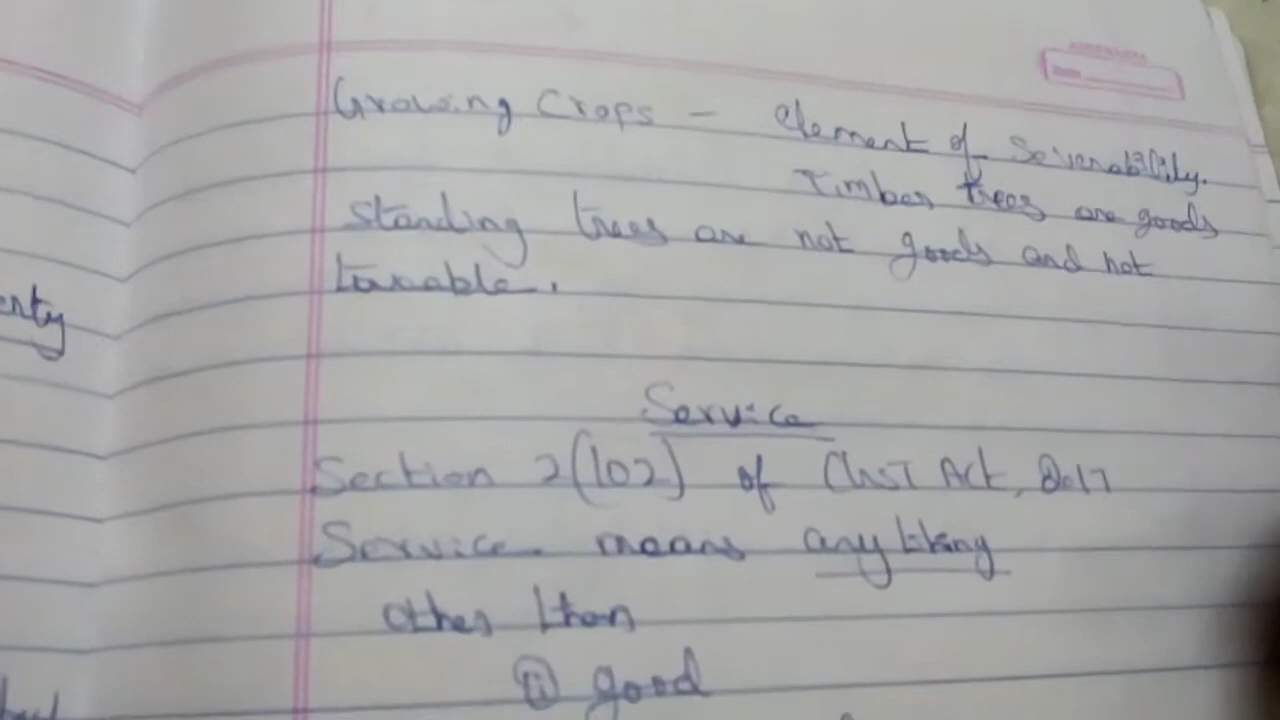 Growing Crops - element of Severability.
Timber trees are goods
standing trees are not goods and not
taxable.
Service
Section 2(102) of CGST Act, 2017
Service means anything
other than
(i) good